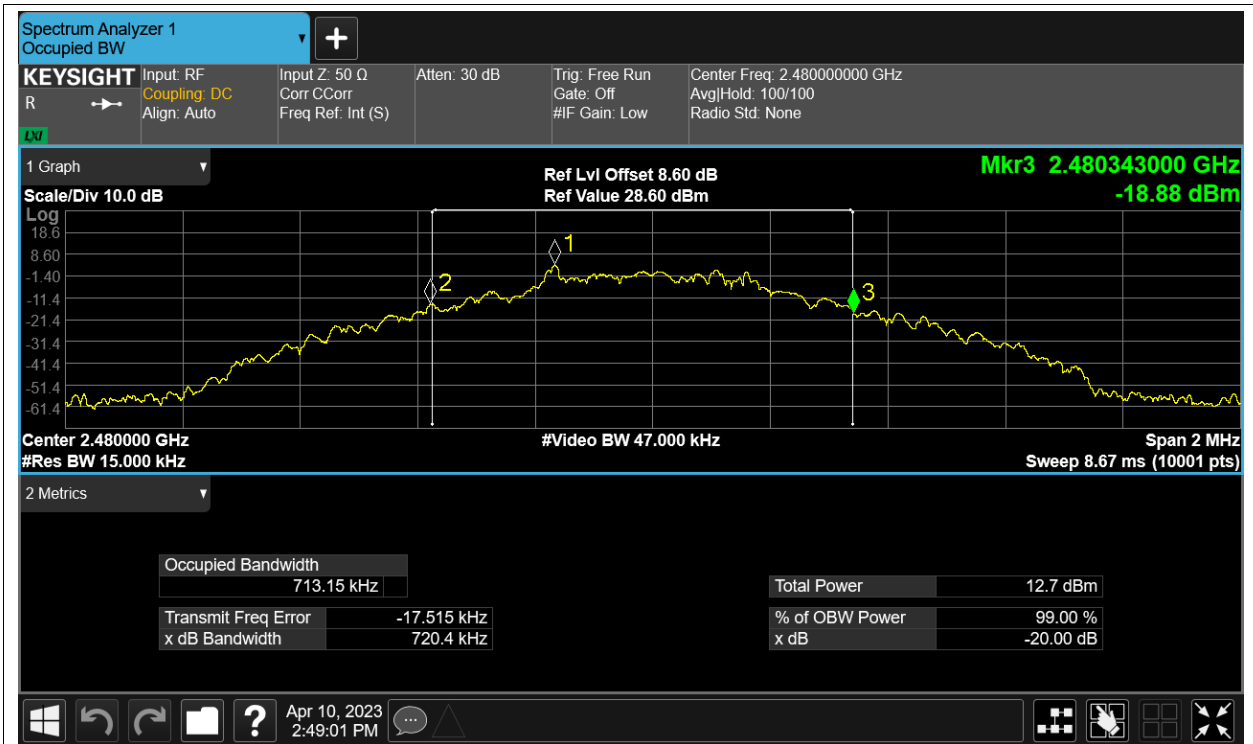 Spectrum Analyzer 1
Occupied BW
KEYSIGHT Input: RF Input Z: 50 Ω Atten: 30 dB Trig: Free Run Center Freq: 2.480000000 GHz
R Coupling: DC Corr CCorr Gate: Off Avg|Hold: 100/100
Align: Auto Freq Ref: Int (S) #IF Gain: Low Radio Std: None
LXI
1 Graph Ref Lvl Offset 8.60 dB Mkr3 2.480343000 GHz
Scale/Div 10.0 dB Ref Value 28.60 dBm -18.88 dBm
Log
18.6
8.60
-1.40
-11.4
-21.4
-31.4
-41.4
-51.4
-61.4
1
2
3
Center 2.480000 GHz #Video BW 47.000 kHz Span 2 MHz
#Res BW 15.000 kHz Sweep 8.67 ms (10001 pts)
2 Metrics
Occupied Bandwidth
713.15 kHz Total Power 12.7 dBm
Transmit Freq Error -17.515 kHz % of OBW Power 99.00 %
x dB Bandwidth 720.4 kHz x dB -20.00 dB
Apr 10, 2023
2:49:01 PM